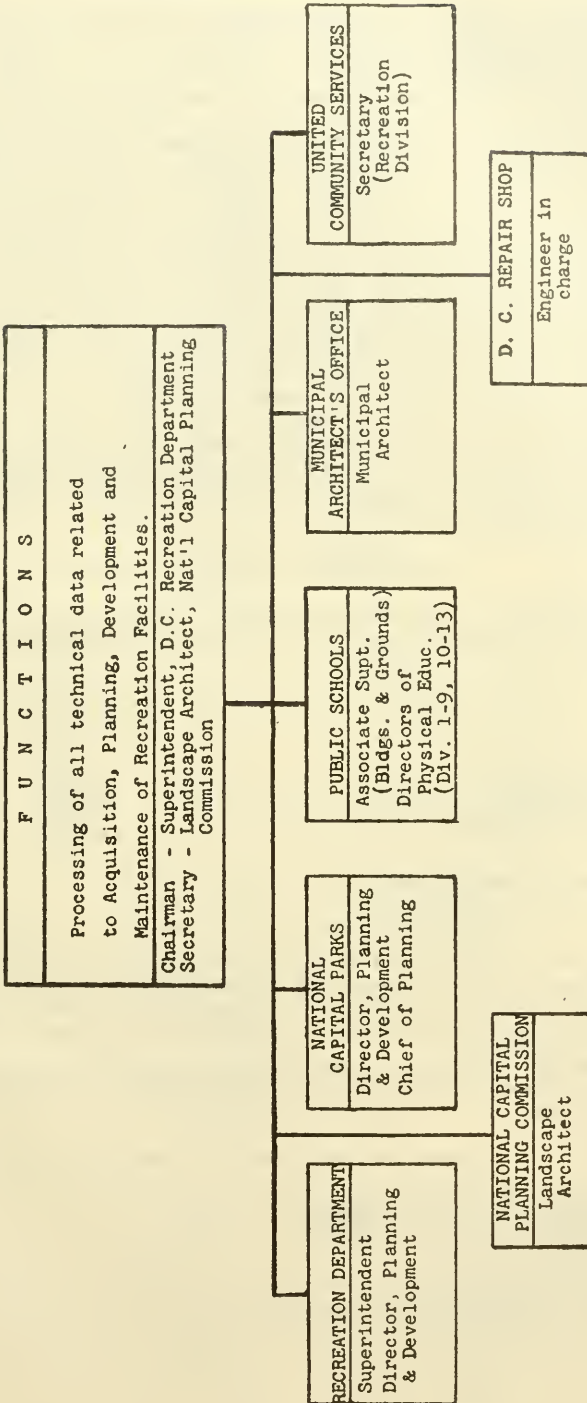 F U N C T I O N S
Processing of all technical data related
to Acquisition, Planning, Development and
Maintenance of Recreation Facilities.
Chairman - Superintendent, D.C. Recreation Department
Secretary - Landscape Architect, Nat'l Capital Planning
Commission
RECREATION DEPARTMENT
Superintendent
Director, Planning
& Development
NATIONAL
CAPITAL PARKS
Director, Planning
& Development
Chief of Planning
PUBLIC SCHOOLS
Associate Supt.
(Bldgs. & Grounds)
Directors of
Physical Educ.
(Div. 1-9, 10-13)
MUNICIPAL
ARCHITECT'S OFFICE
Municipal
Architect
UNITED
COMMUNITY SERVICES
Secretary
(Recreation
Division)
NATIONAL CAPITAL
PLANNING COMMISSION
Landscape
Architect
D. C. REPAIR SHOP
Engineer in
charge